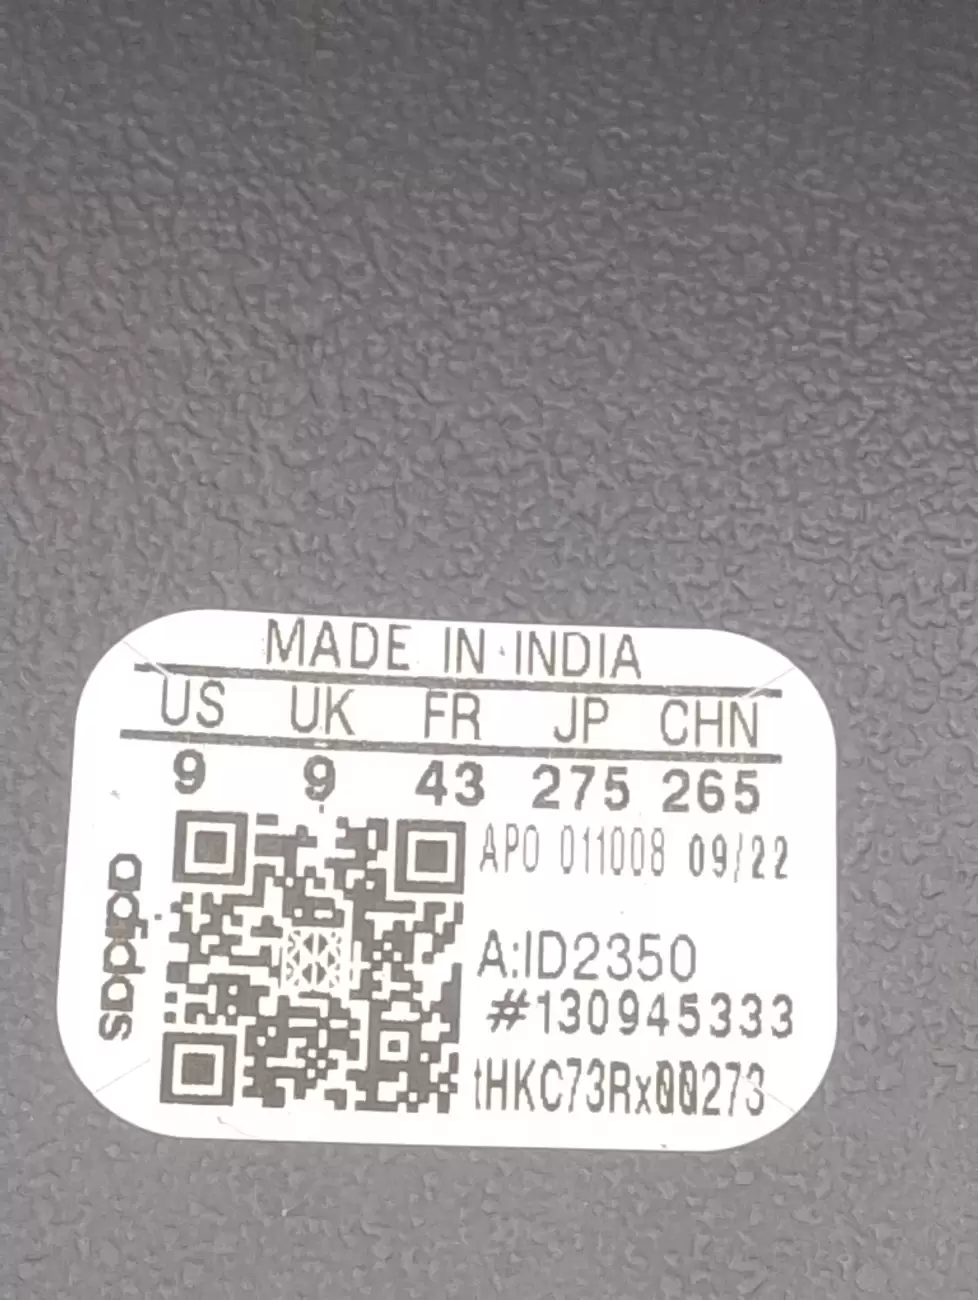 MADE IN INDIA
US UK FR JP CHN
9 9 43 275 265
APO 011008 09/22
A:ID2350
#130945333
tHKC73Rx00273